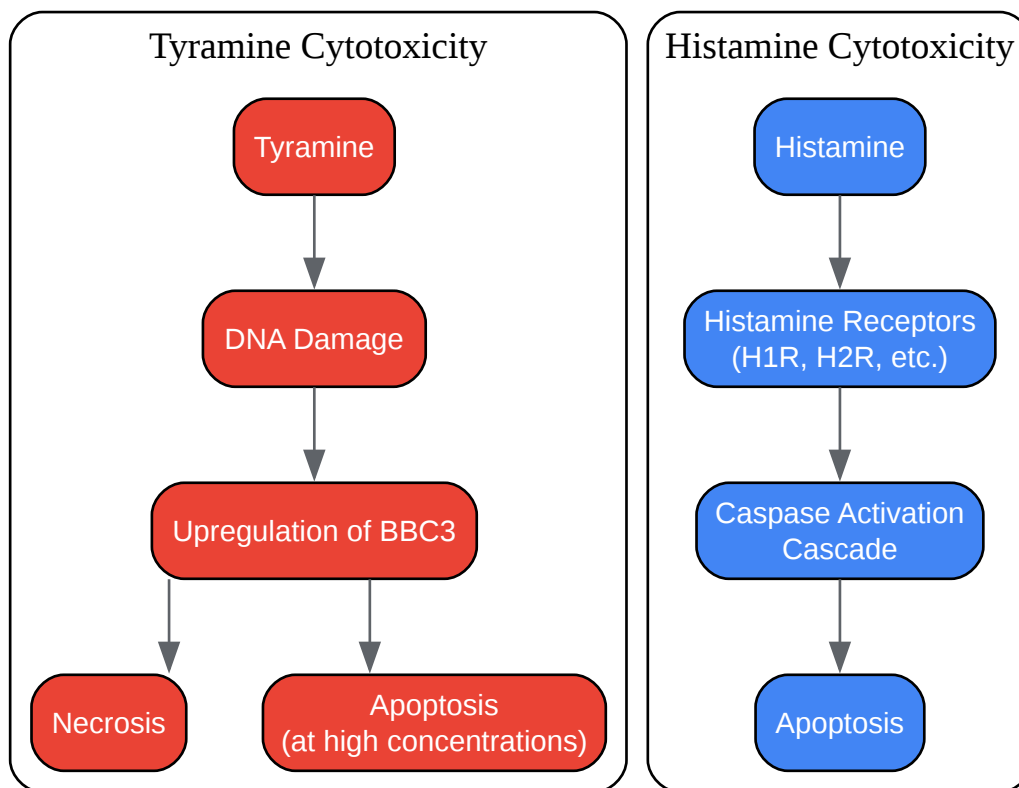 Tyramine Cytotoxicity
Tyramine
DNA Damage
Upregulation of BBC3
Necrosis
Apoptosis
(at high concentrations)
Histamine Cytotoxicity
Histamine
Histamine Receptors
(H1R, H2R, etc.)
Caspase Activation
Cascade
Apoptosis